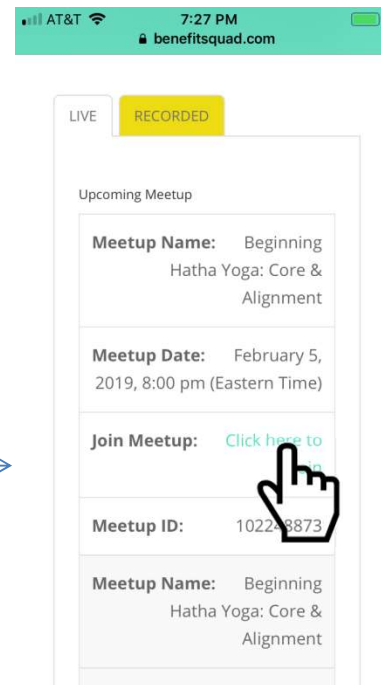 AT&T 7:27 PM
benefitsquad.com
LIVE RECORDED
Upcoming Meetup
Meetup Name: Beginning
Hatha Yoga: Core &
Alignment
Meetup Date: February 5,
2019, 8:00 pm (Eastern Time)
Join Meetup: Click here to
Meetup ID:
Meetup Name: Beginning
Hatha Yoga: Core &
Alignment